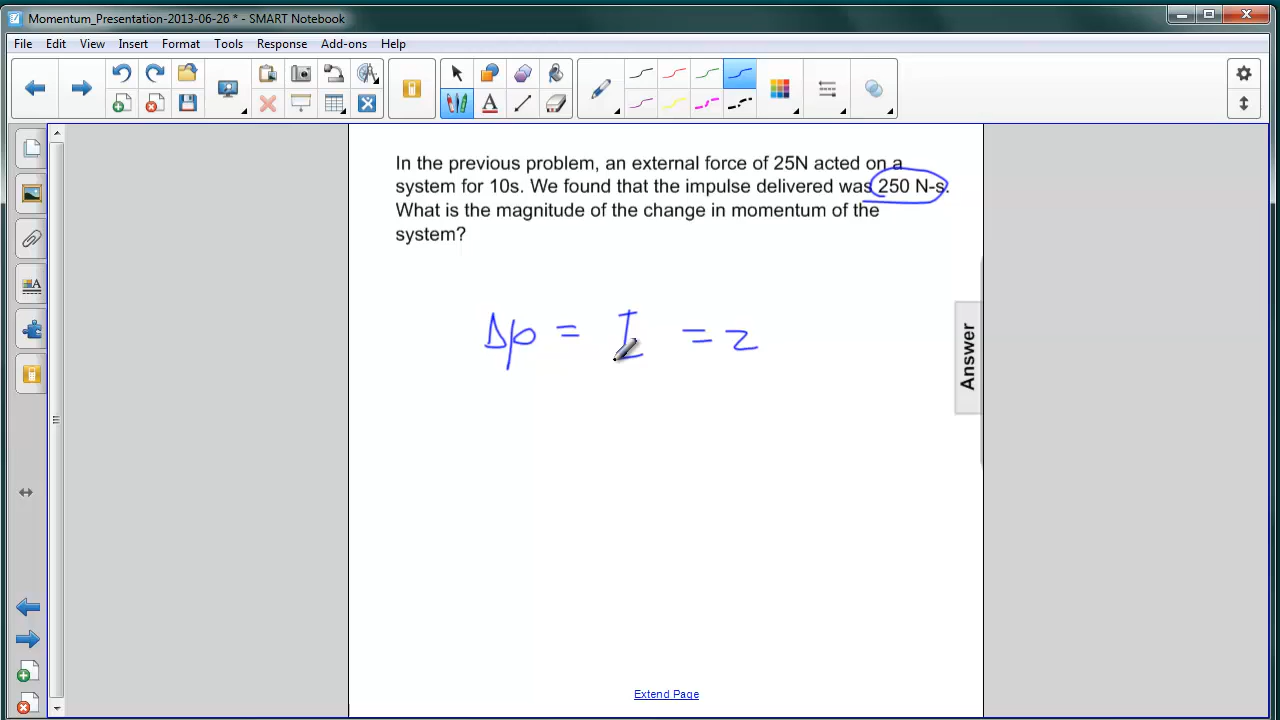 Momentum_Presentation-2013-06-26 * - SMART Notebook
File Edit View Insert Format Tools Response Add-ons Help
In the previous problem, an external force of 25N acted on a
system for 10s. We found that the impulse delivered was 250 N-s.
What is the magnitude of the change in momentum of the
system?
Δp = I = 2
Answer
Extend Page